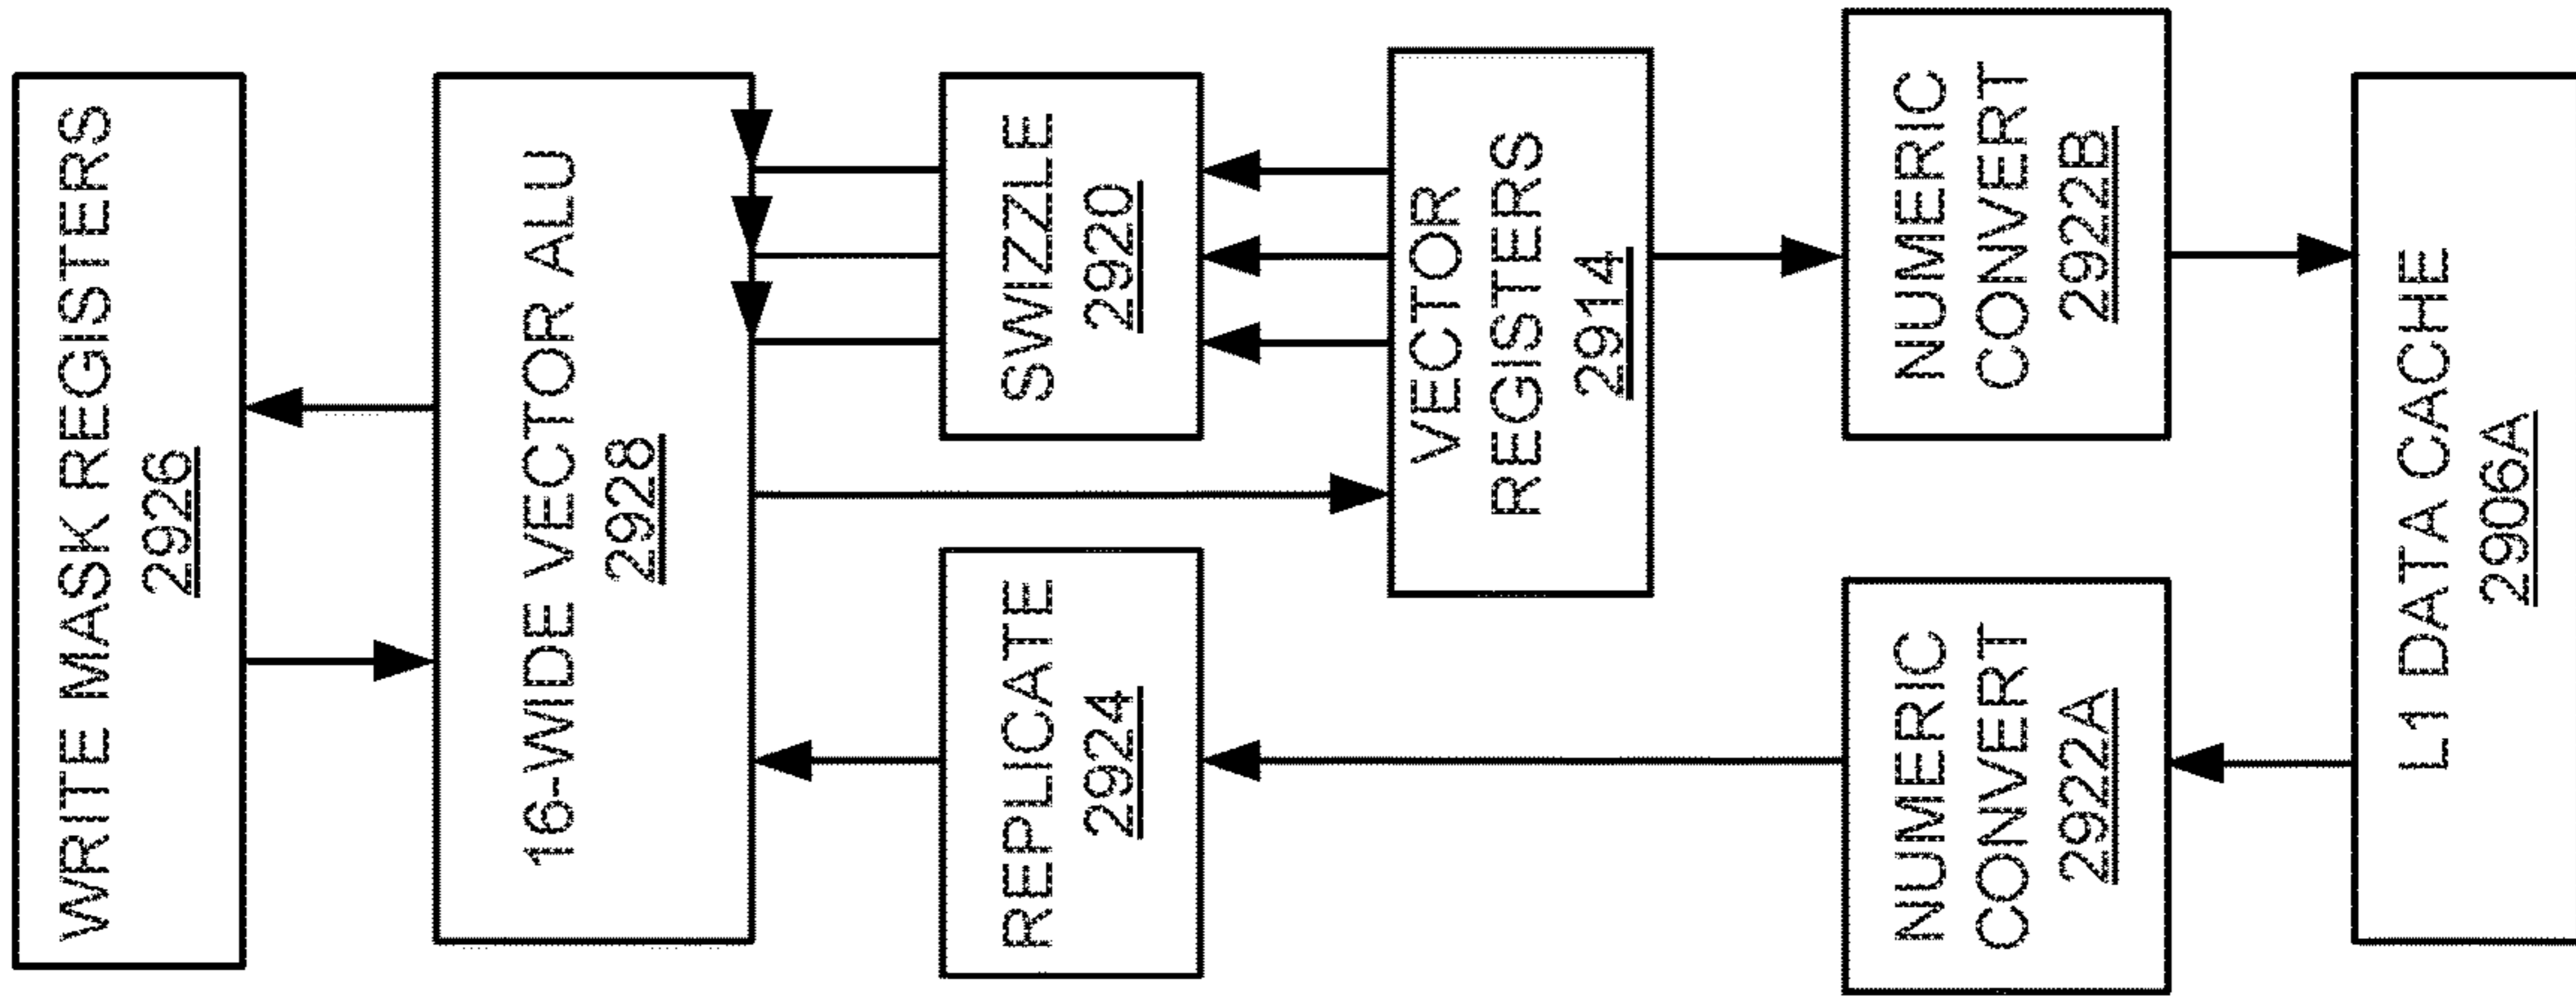 WRITE MASK REGISTERS
2926
16-WIDE VECTOR ALU
2928
REPLICATE
2924
SWIZZLE
2920
VECTOR
REGISTERS
2914
NUMERIC
CONVERT
2922A
NUMERIC
CONVERT
2922B
L1 DATA CACHE
2906A